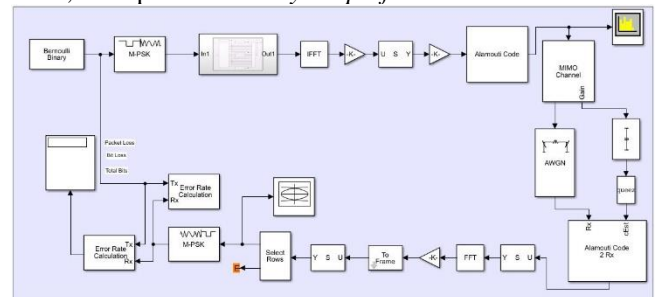 Bernoulli
Binary
M-PSK
In1
Out1
IFFT
-K-
U S Y
-K-
Alamouti Code
MIMO
Channel
Gain
AWGN
Packet Loss
Bit Loss
Total Bits
Tx
Rx
Error Rate
Calculation
Tx
Rx
Error Rate
Calculation
M-PSK
Select
Rows
E
Y S U
To
Frame
-K-
FFT
Y S U
Rx
cEst
Alamouti Code
2 Rx